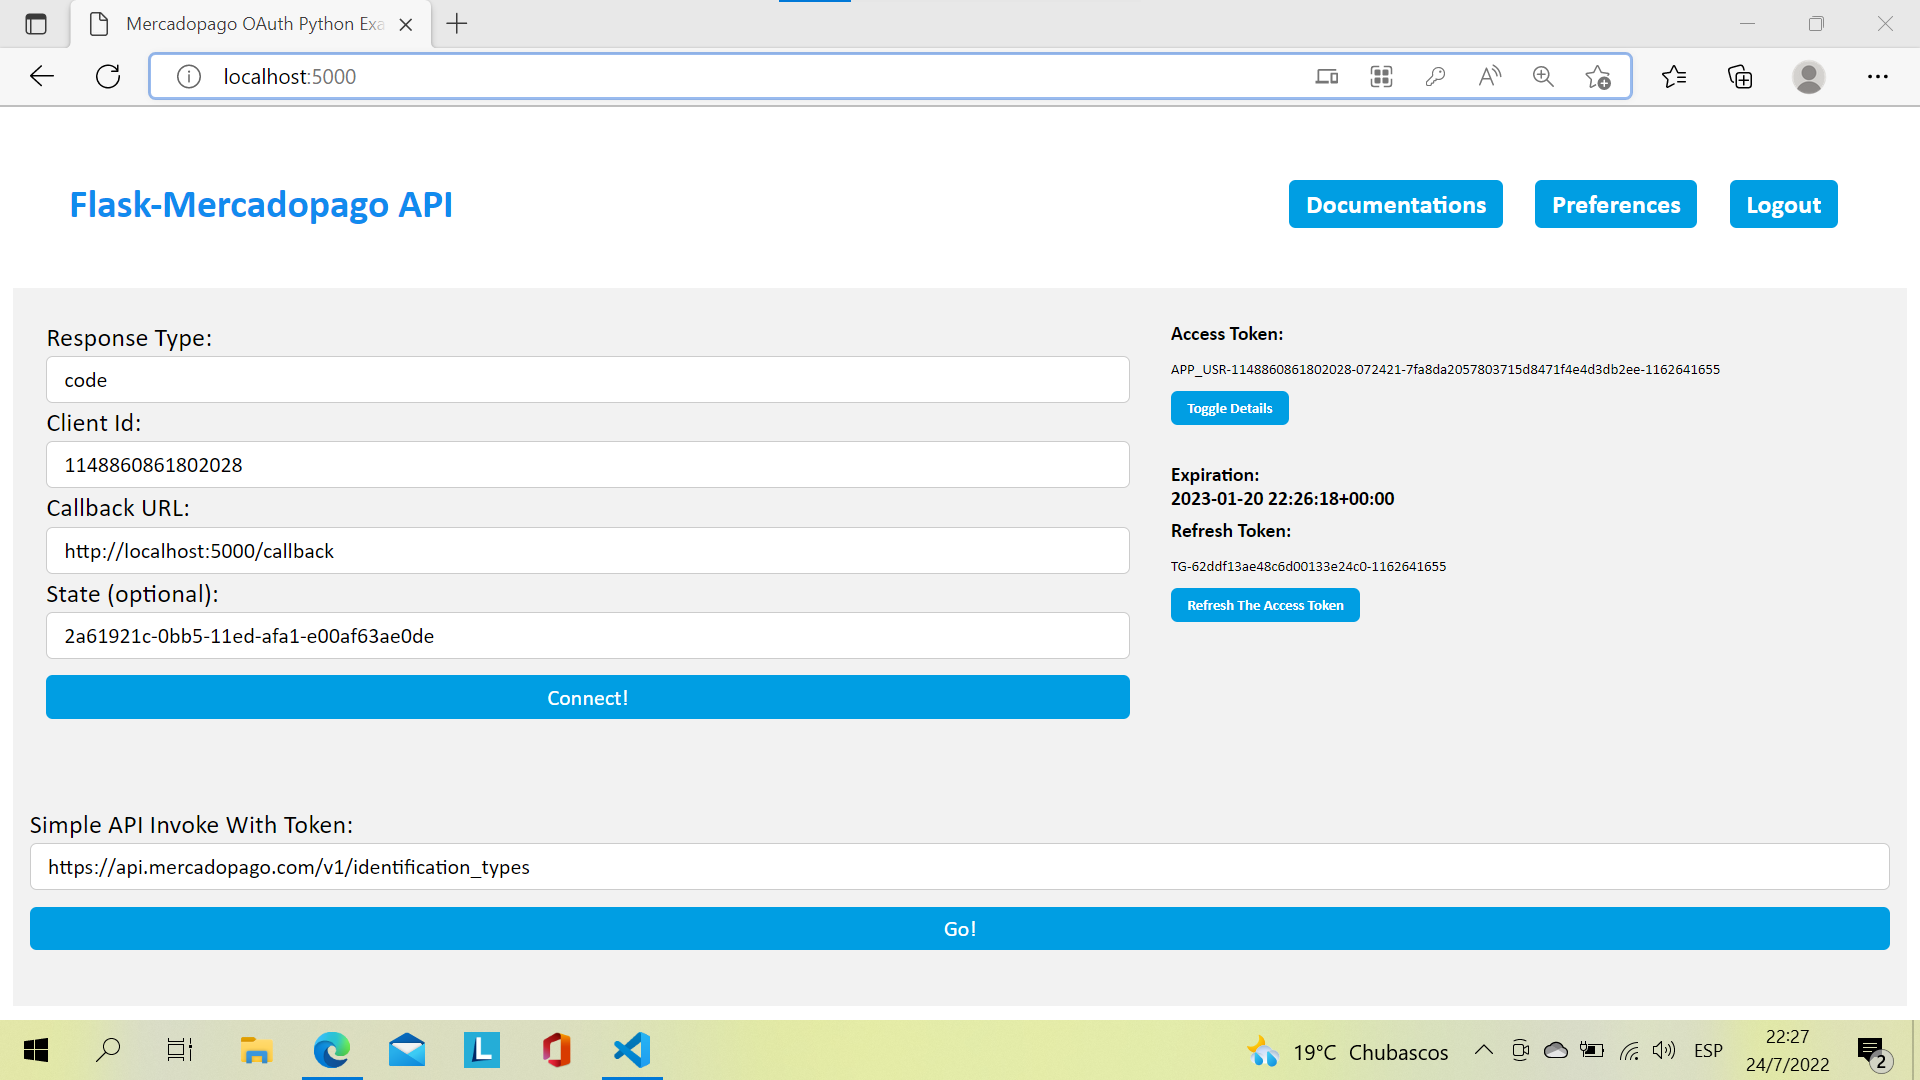 Mercadopago OAuth Python Exa
localhost:5000
Flask-Mercadopago API
Documentations
Preferences
Logout
Response Type:
code
Client Id:
1148860861802028
Callback URL:
http://localhost:5000/callback
State (optional):
2a61921c-0bb5-11ed-afa1-e00af63ae0de
Connect!
Access Token:
APP_USR-1148860861802028-072421-7fa8da2057803715d8471f4e4d3db2ee-1162641655
Toggle Details
Expiration:
2023-01-20 22:26:18+00:00
Refresh Token:
TG-62ddf13ae48c6d00133e24c0-1162641655
Refresh The Access Token
Simple API Invoke With Token:
https://api.mercadopago.com/v1/identification_types
Go!
19°C Chubascos
ESP
22:27
24/7/2022
2